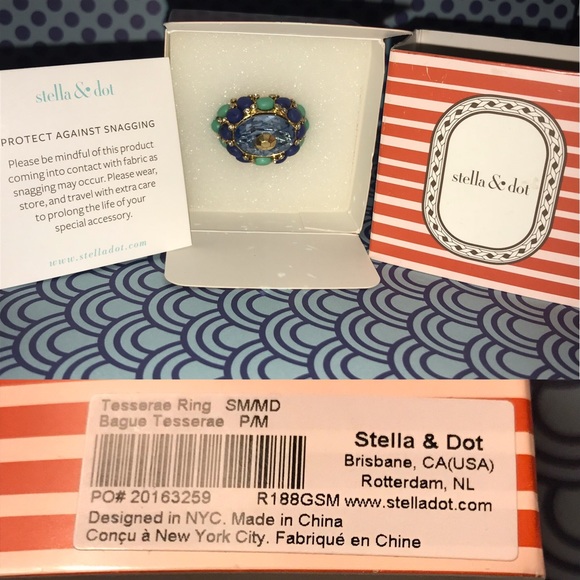 stella & dot
PROTECT AGAINST SNAGGING
Please be mindful of this product
coming into contact with fabric as
snagging may occur. Please wear,
store, and travel with extra care
to prolong the life of your
special accessory.
www.stelladot.com
stella & dot
Tesserae Ring SM/MD
Bague Tesserae P/M
Stella & Dot
Brisbane, CA(USA)
Rotterdam, NL
PO# 20163259 R188GSM www.stelladot.com
Designed in NYC. Made in China
Conçu à New York City. Fabriqué en Chine